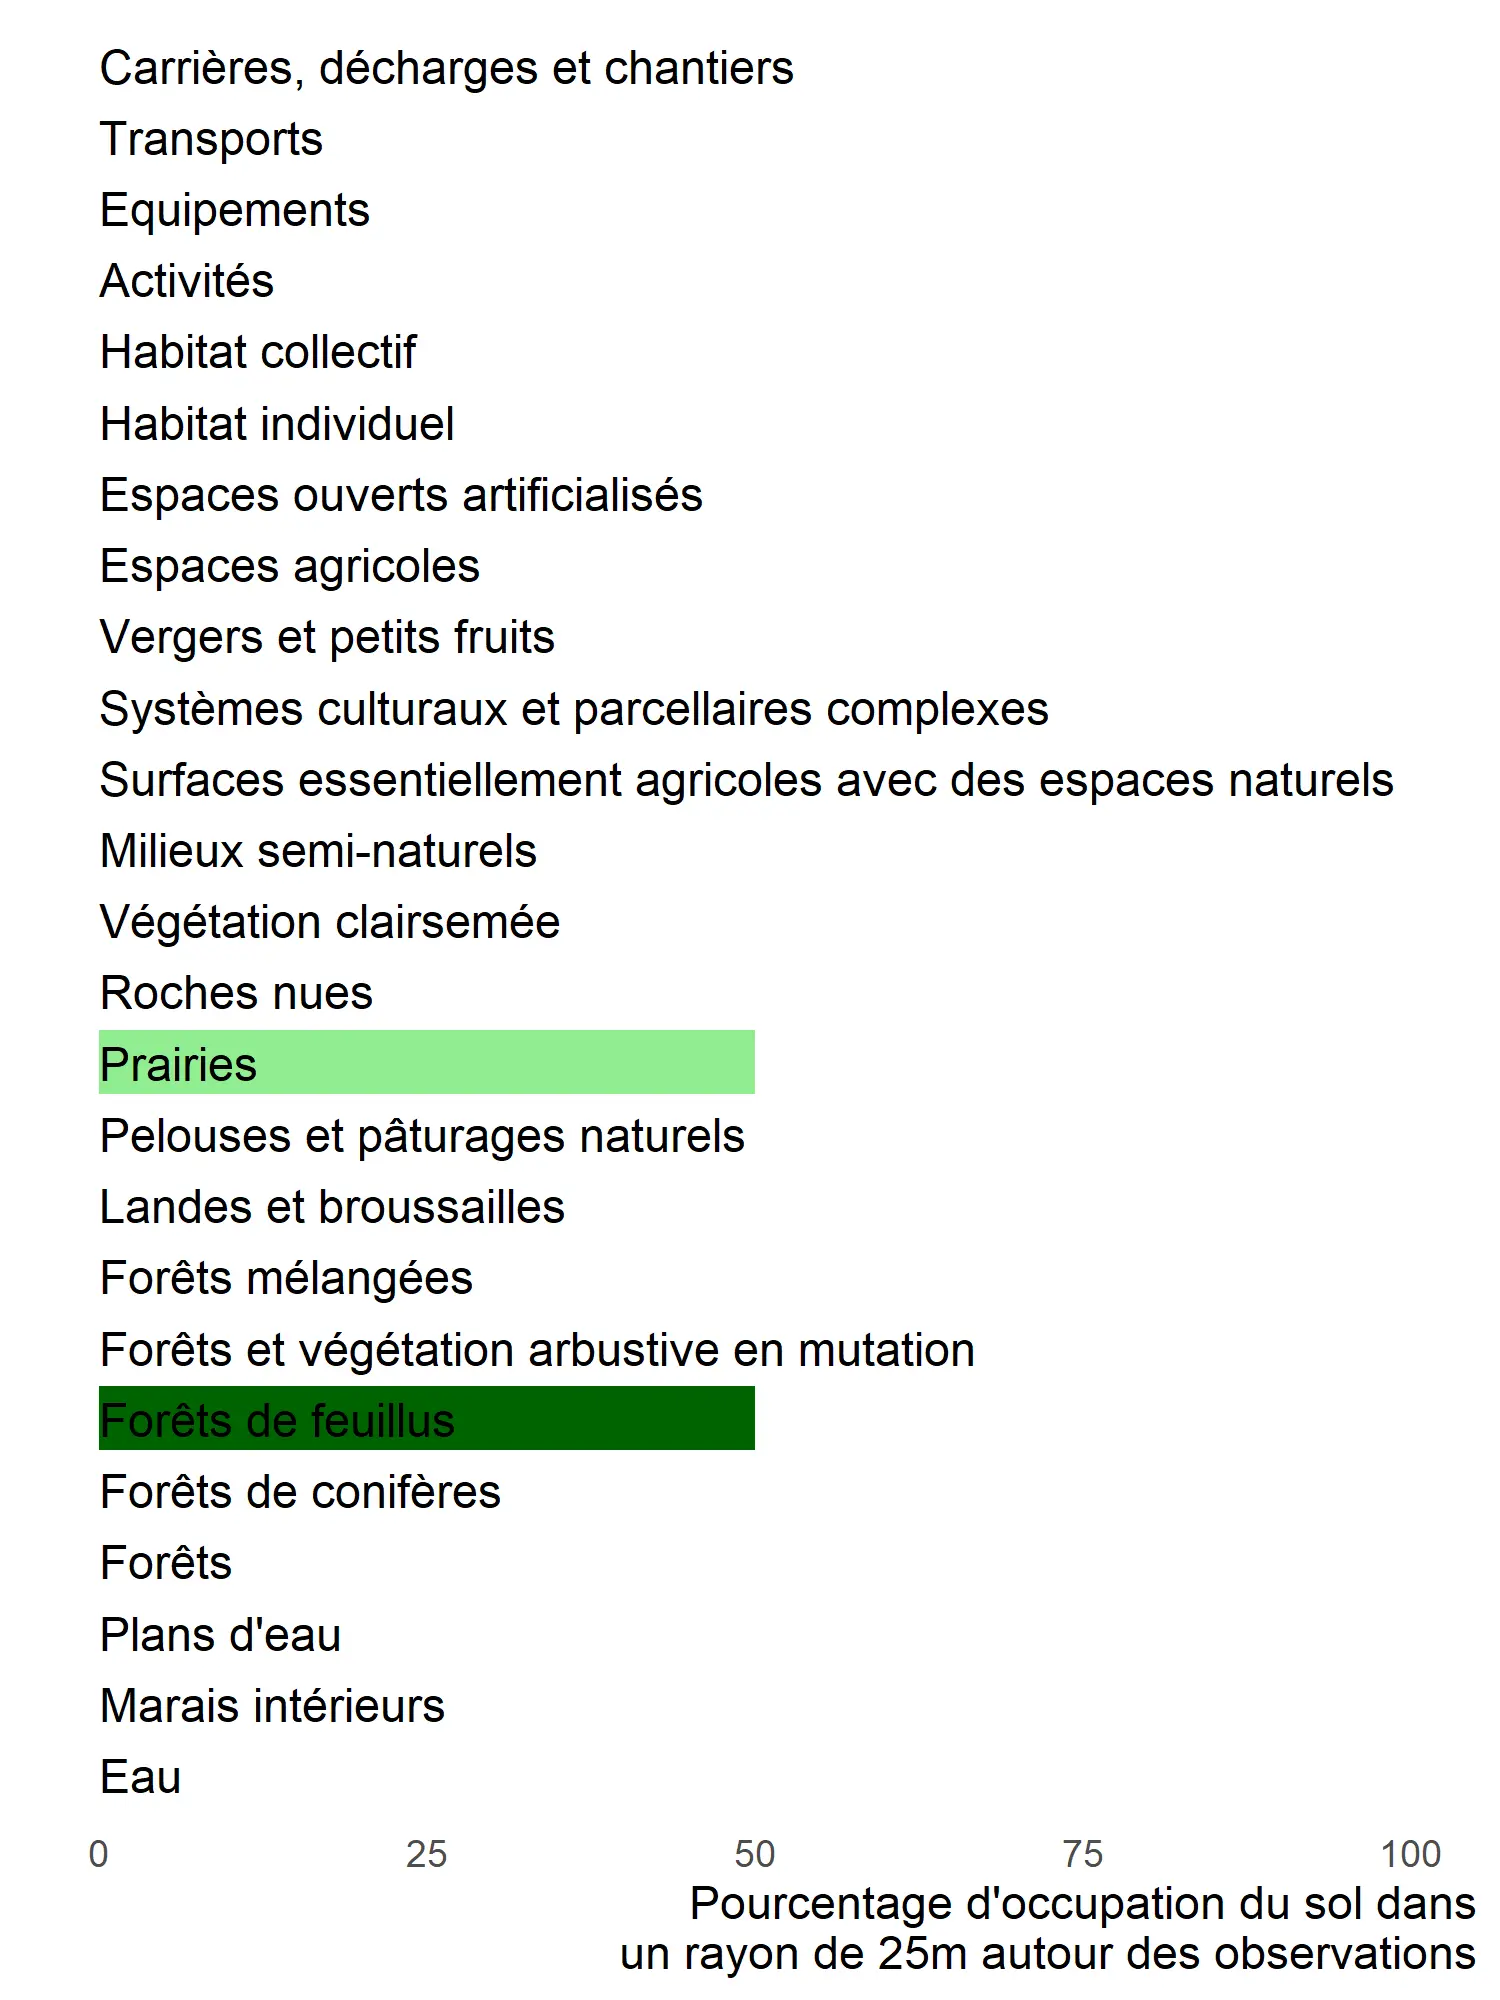 Carrières, décharges et chantiers
Transports
Equipements
Activités
Habitat collectif
Habitat individuel
Espaces ouverts artificialisés
Espaces agricoles
Vergers et petits fruits
Systèmes culturaux et parcellaires complexes
Surfaces essentiellement agricoles avec des espaces naturels
Milieux semi-naturels
Végétation clairsemée
Roches nues
Prairies
Pelouses et pâturages naturels
Landes et broussailles
Forêts mélangées
Forêts et végétation arbustive en mutation
Forêts de feuillus
Forêts de conifères
Forêts
Plans d'eau
Marais intérieurs
Eau
0 25 50 75 100
Pourcentage d'occupation du sol dans
un rayon de 25m autour des observations